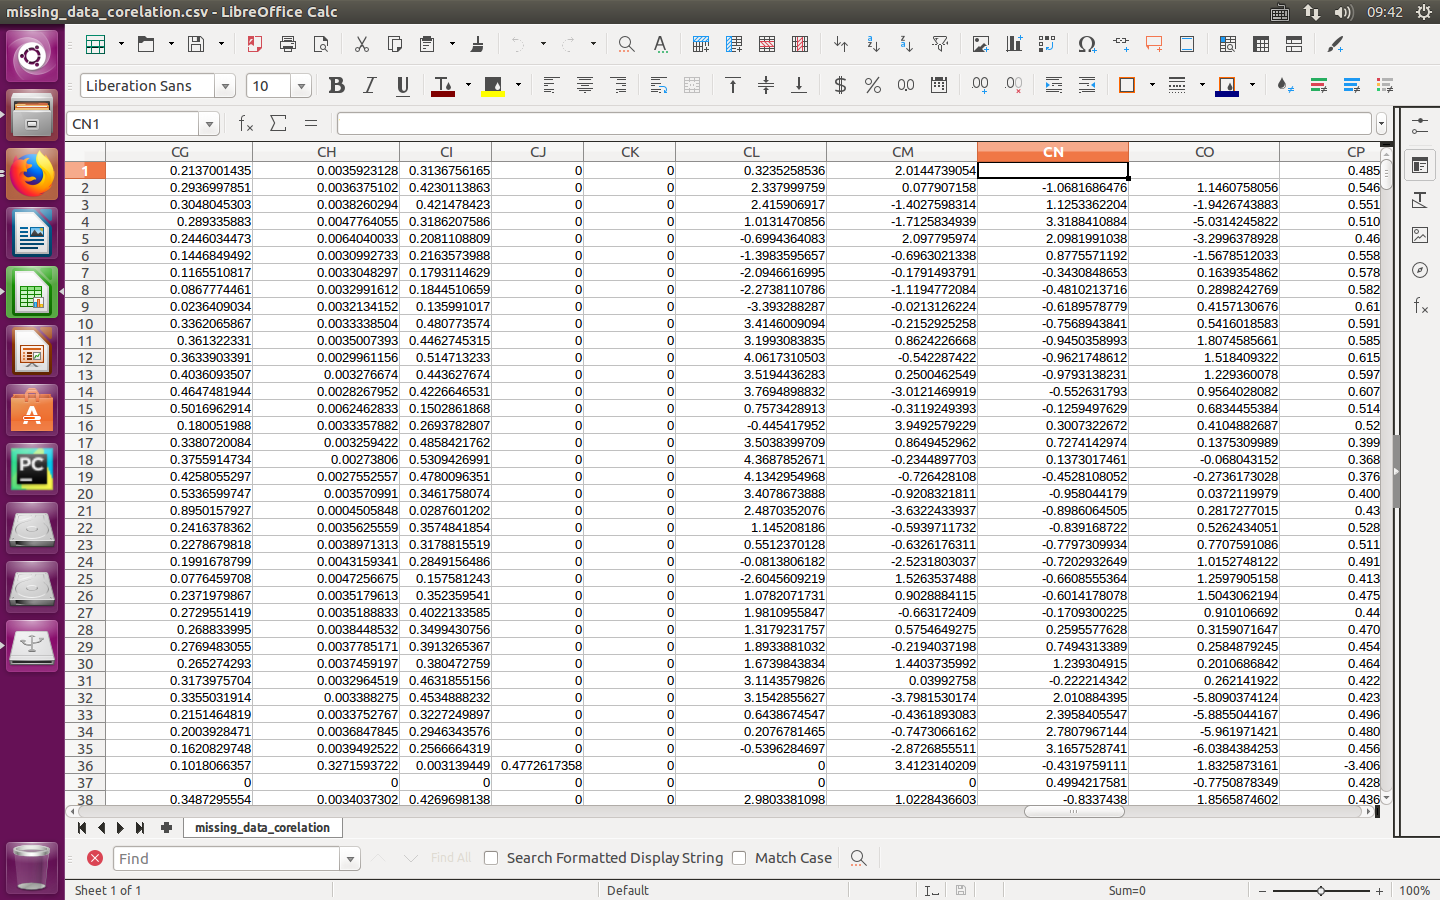 missing_data_corelation.csv - LibreOffice Calc 09:42
Liberation Sans 10
CN1
CG CH CI CJ CK CL CM CN CO CP
1 0.2137001435 0.0035923128 0.3136756165 0 0 0.3235258536 2.0144739054 0.485
2 0.2936997851 0.0036375102 0.4230113863 0 0 2.337999759 0.077907158 -1.0681686476 1.1460758056 0.546
3 0.3048045303 0.0038260294 0.421478423 0 0 2.415906917 -1.4027598314 1.1253362204 -1.9426743883 0.551
4 0.289335883 0.0047764055 0.3186207586 0 0 1.0131470856 -1.7125834939 3.3188410884 -5.0314245822 0.510
5 0.2446034473 0.0064040033 0.2081108809 0 0 -0.6994364083 2.097795974 2.0981991038 -3.2996378928 0.46
6 0.1446849492 0.0030992733 0.2163573988 0 0 -1.3983595657 -0.6963021338 0.8775571192 -1.5678512033 0.558
7 0.1165510817 0.0033048297 0.1793114629 0 0 -2.0946616995 -0.1791493791 -0.3430848653 0.1639354862 0.578
8 0.0867774461 0.0032991612 0.1844510659 0 0 -2.2738110786 -1.1194772084 -0.4810213716 0.2898242769 0.582
9 0.0236409034 0.0032134152 0.135991017 0 0 -3.393288287 -0.0213126224 -0.6189578779 0.4157130676 0.61
10 0.3362065867 0.0033338504 0.480773574 0 0 3.4146009094 -0.2152925258 -0.7568943841 0.5416018583 0.591
11 0.361322331 0.0035007393 0.4462745315 0 0 3.1993083835 0.8624226668 -0.9450358993 1.8074585661 0.585
12 0.3633903391 0.0029961156 0.514713233 0 0 4.0617310503 -0.542287422 -0.9621748612 1.518409322 0.615
13 0.4036093507 0.003276674 0.443627674 0 0 3.5194436283 0.2500462549 -0.9793138231 1.229360078 0.597
14 0.4647481944 0.0028267952 0.4226646531 0 0 3.7694898832 -3.0121469919 -0.552631793 0.9564028082 0.607
15 0.5016962914 0.0062462833 0.1502861868 0 0 0.7573428913 -0.3119249393 -0.1259497629 0.6834455384 0.514
16 0.180051988 0.0033357882 0.2693782807 0 0 -0.445417952 3.9492579229 0.3007322672 0.4104882687 0.52
17 0.3380720084 0.003259422 0.4858421762 0 0 3.5038399709 0.8649452962 0.7274142974 0.1375309989 0.399
18 0.3755914734 0.00273806 0.5309426991 0 0 4.3687852671 -0.2344897703 0.1373017461 -0.068043152 0.368
19 0.4258055297 0.0027552557 0.4780096351 0 0 4.1342954968 -0.726428108 -0.4528108052 -0.2736173028 0.376
20 0.5336599747 0.003570991 0.3461758074 0 0 3.4078673888 -0.9208321811 -0.958044179 0.0372119979 0.400
21 0.8950157927 0.0004505848 0.0287601202 0 0 2.4870352076 -3.6322433937 -0.8986064505 0.2817277015 0.43
22 0.2416378362 0.0035625559 0.3574841854 0 0 1.145208186 -0.5939711732 -0.839168722 0.5262434051 0.528
23 0.2278679818 0.0038971313 0.3178815519 0 0 0.5512370128 -0.6326176311 -0.7797309934 0.7707591086 0.511
24 0.1991678799 0.0043159341 0.2849156486 0 0 -0.0813806182 -2.5231803037 -0.7202932649 1.0152748122 0.491
25 0.0776459708 0.0047256675 0.157581243 0 0 -2.6045609219 1.5263537488 -0.6608555364 1.2597905158 0.413
26 0.2371979867 0.0035179613 0.352359541 0 0 1.0782071731 0.9028884115 -0.6014178078 1.5043062194 0.475
27 0.2729551419 0.0035188833 0.4022133585 0 0 1.9810955847 -0.663172409 -0.1709300225 0.910106692 0.44
28 0.268833995 0.0038448532 0.3499430756 0 0 1.3179231757 0.5754649275 0.2595577628 0.3159071647 0.470
29 0.2769483055 0.0037785171 0.3913265367 0 0 1.8933881032 -0.2194037198 0.7494313389 0.2584879245 0.454
30 0.265274293 0.0037459197 0.380472759 0 0 1.6739843834 1.4403735992 1.239304915 0.2010686842 0.464
31 0.3173975704 0.0032964519 0.4631855156 0 0 3.1143579826 0.03992758 -0.222214342 0.262141922 0.422
32 0.3355031914 0.003388275 0.4534888232 0 0 3.1542855627 -3.7981530174 2.010884395 -5.8090374124 0.423
33 0.2151464819 0.0033752767 0.3227249897 0 0 0.6438674547 -0.4361893083 2.3958405547 -5.8855044167 0.496
34 0.2003928471 0.0036847845 0.2946343576 0 0 0.2076781465 -0.7473066162 2.7807967144 -5.961971421 0.480
35 0.1620829748 0.0039492522 0.2566664319 0 0 -0.5396284697 -2.8726855511 3.1657528741 -6.0384384253 0.456
36 0.1018066357 0.3271593722 0.003139449 0.4772617358 0 0 3.4123140209 -0.4319759111 1.8325873161 -3.406
37 0 0 0 0 0 0 0 0.4994217581 -0.7750878349 0.428
38 0.3487295554 0.0034037302 0.4269698138 0 0 2.9803381098 1.0228436603 -0.8337438 1.8565874602 0.436
missing_data_corelation
Find Find All Search Formatted Display String Match Case
Sheet 1 of 1 Default Sum=0 100%